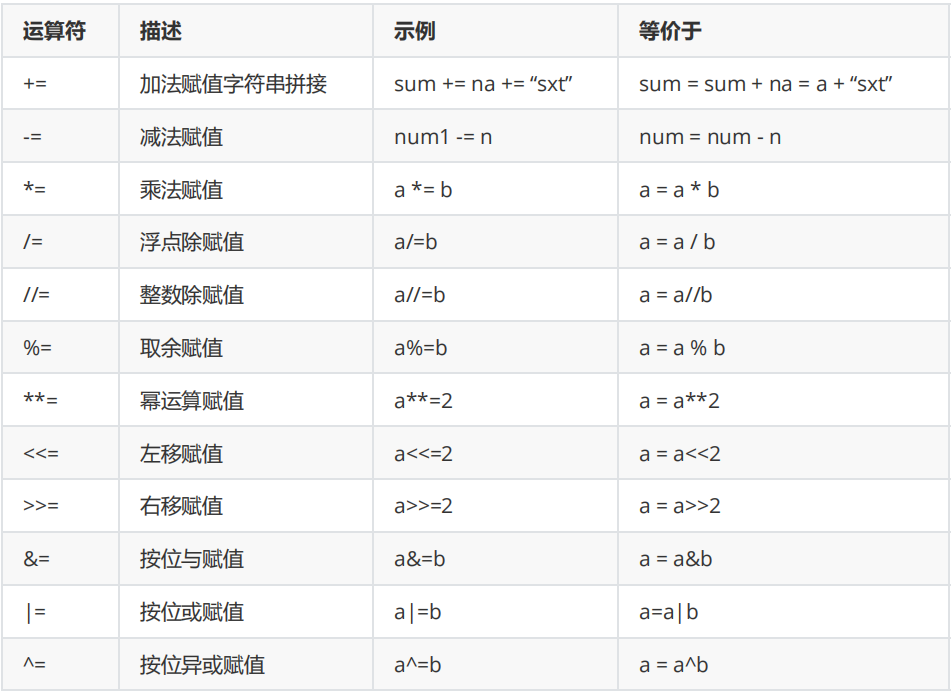 运算符 描述 示例 等价于
+= 加法赋值字符串拼接 sum += na += “sxt” sum = sum + na = a + “sxt”
-= 减法赋值 num1 -= n num = num - n
*= 乘法赋值 a *= b a = a * b
/= 浮点除赋值 a/=b a = a / b
//= 整数除赋值 a//=b a = a//b
%= 取余赋值 a%=b a = a % b
**= 幂运算赋值 a**=2 a = a**2
<<= 左移赋值 a<<=2 a = a<<2
>>= 右移赋值 a>>=2 a = a>>2
&= 按位与赋值 a&=b a = a&b
|= 按位或赋值 a|=b a=a|b
^= 按位异或赋值 a^=b a = a^b